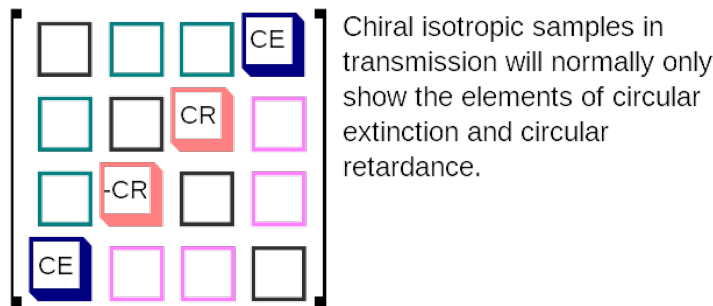 CE
CR
-CR
CE
Chiral isotropic samples in
transmission will normally only
show the elements of circular
extinction and circular
retardance.